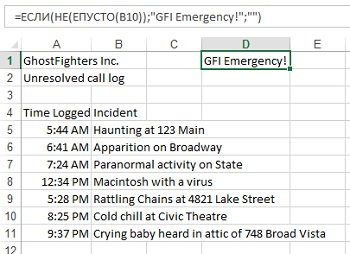 =ЕСЛИ(НЕ(ЕПУСТО(B10));"GFI Emergency!";"")
A B C D E
1 GhostFighters Inc. GFI Emergency!
2 Unresolved call log
3
4 Time Logged Incident
5 5:44 AM Haunting at 123 Main
6 6:41 AM Apparition on Broadway
7 7:24 AM Paranormal activity on State
8 12:34 PM Macintosh with a virus
9 5:28 PM Rattling Chains at 4821 Lake Street
10 8:25 PM Cold chill at Civic Theatre
11 9:37 PM Crying baby heard in attic of 748 Broad Vista
12